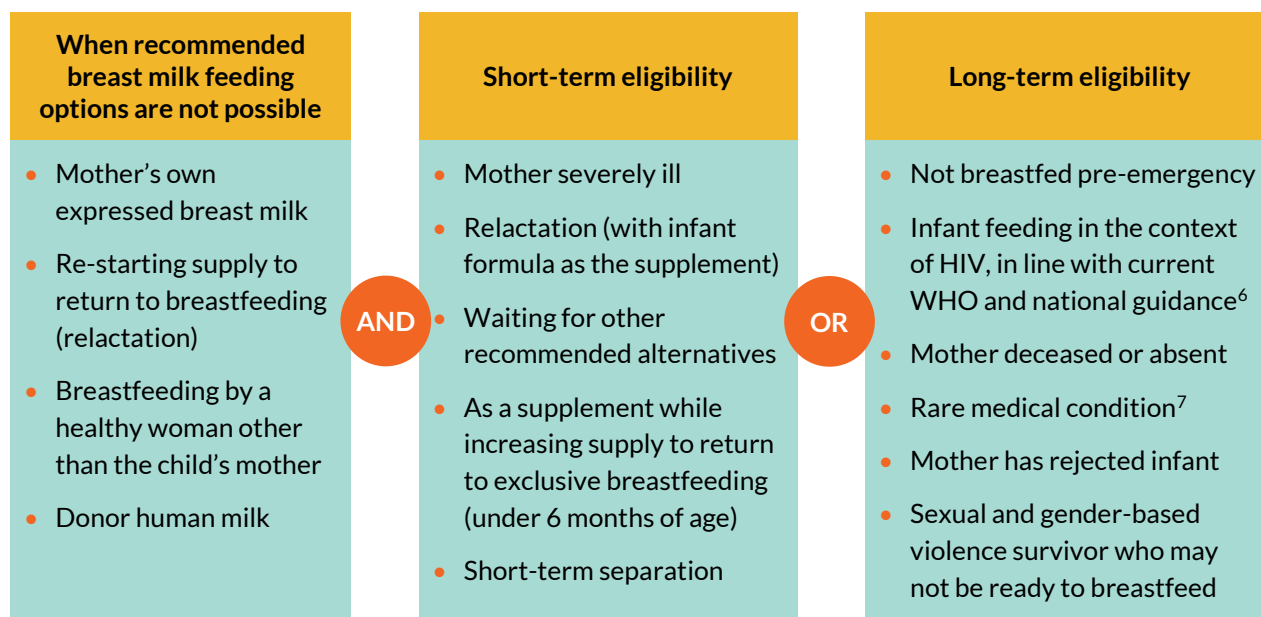 When recommended
breast milk feeding
options are not possible
• Mother’s own
expressed breast milk
• Re-starting supply to
return to breastfeeding
(relactation)
• Breastfeeding by a
healthy woman other
than the child’s mother
• Donor human milk
AND
Short-term eligibility
• Mother severely ill
• Relactation (with infant
formula as the supplement)
• Waiting for other
recommended alternatives
• As a supplement while
increasing supply to return
to exclusive breastfeeding
(under 6 months of age)
• Short-term separation
OR
Long-term eligibility
• Not breastfed pre-emergency
• Infant feeding in the context
of HIV, in line with current
WHO and national guidance⁶
• Mother deceased or absent
• Rare medical condition⁷
• Mother has rejected infant
• Sexual and gender-based
violence survivor who may
not be ready to breastfeed